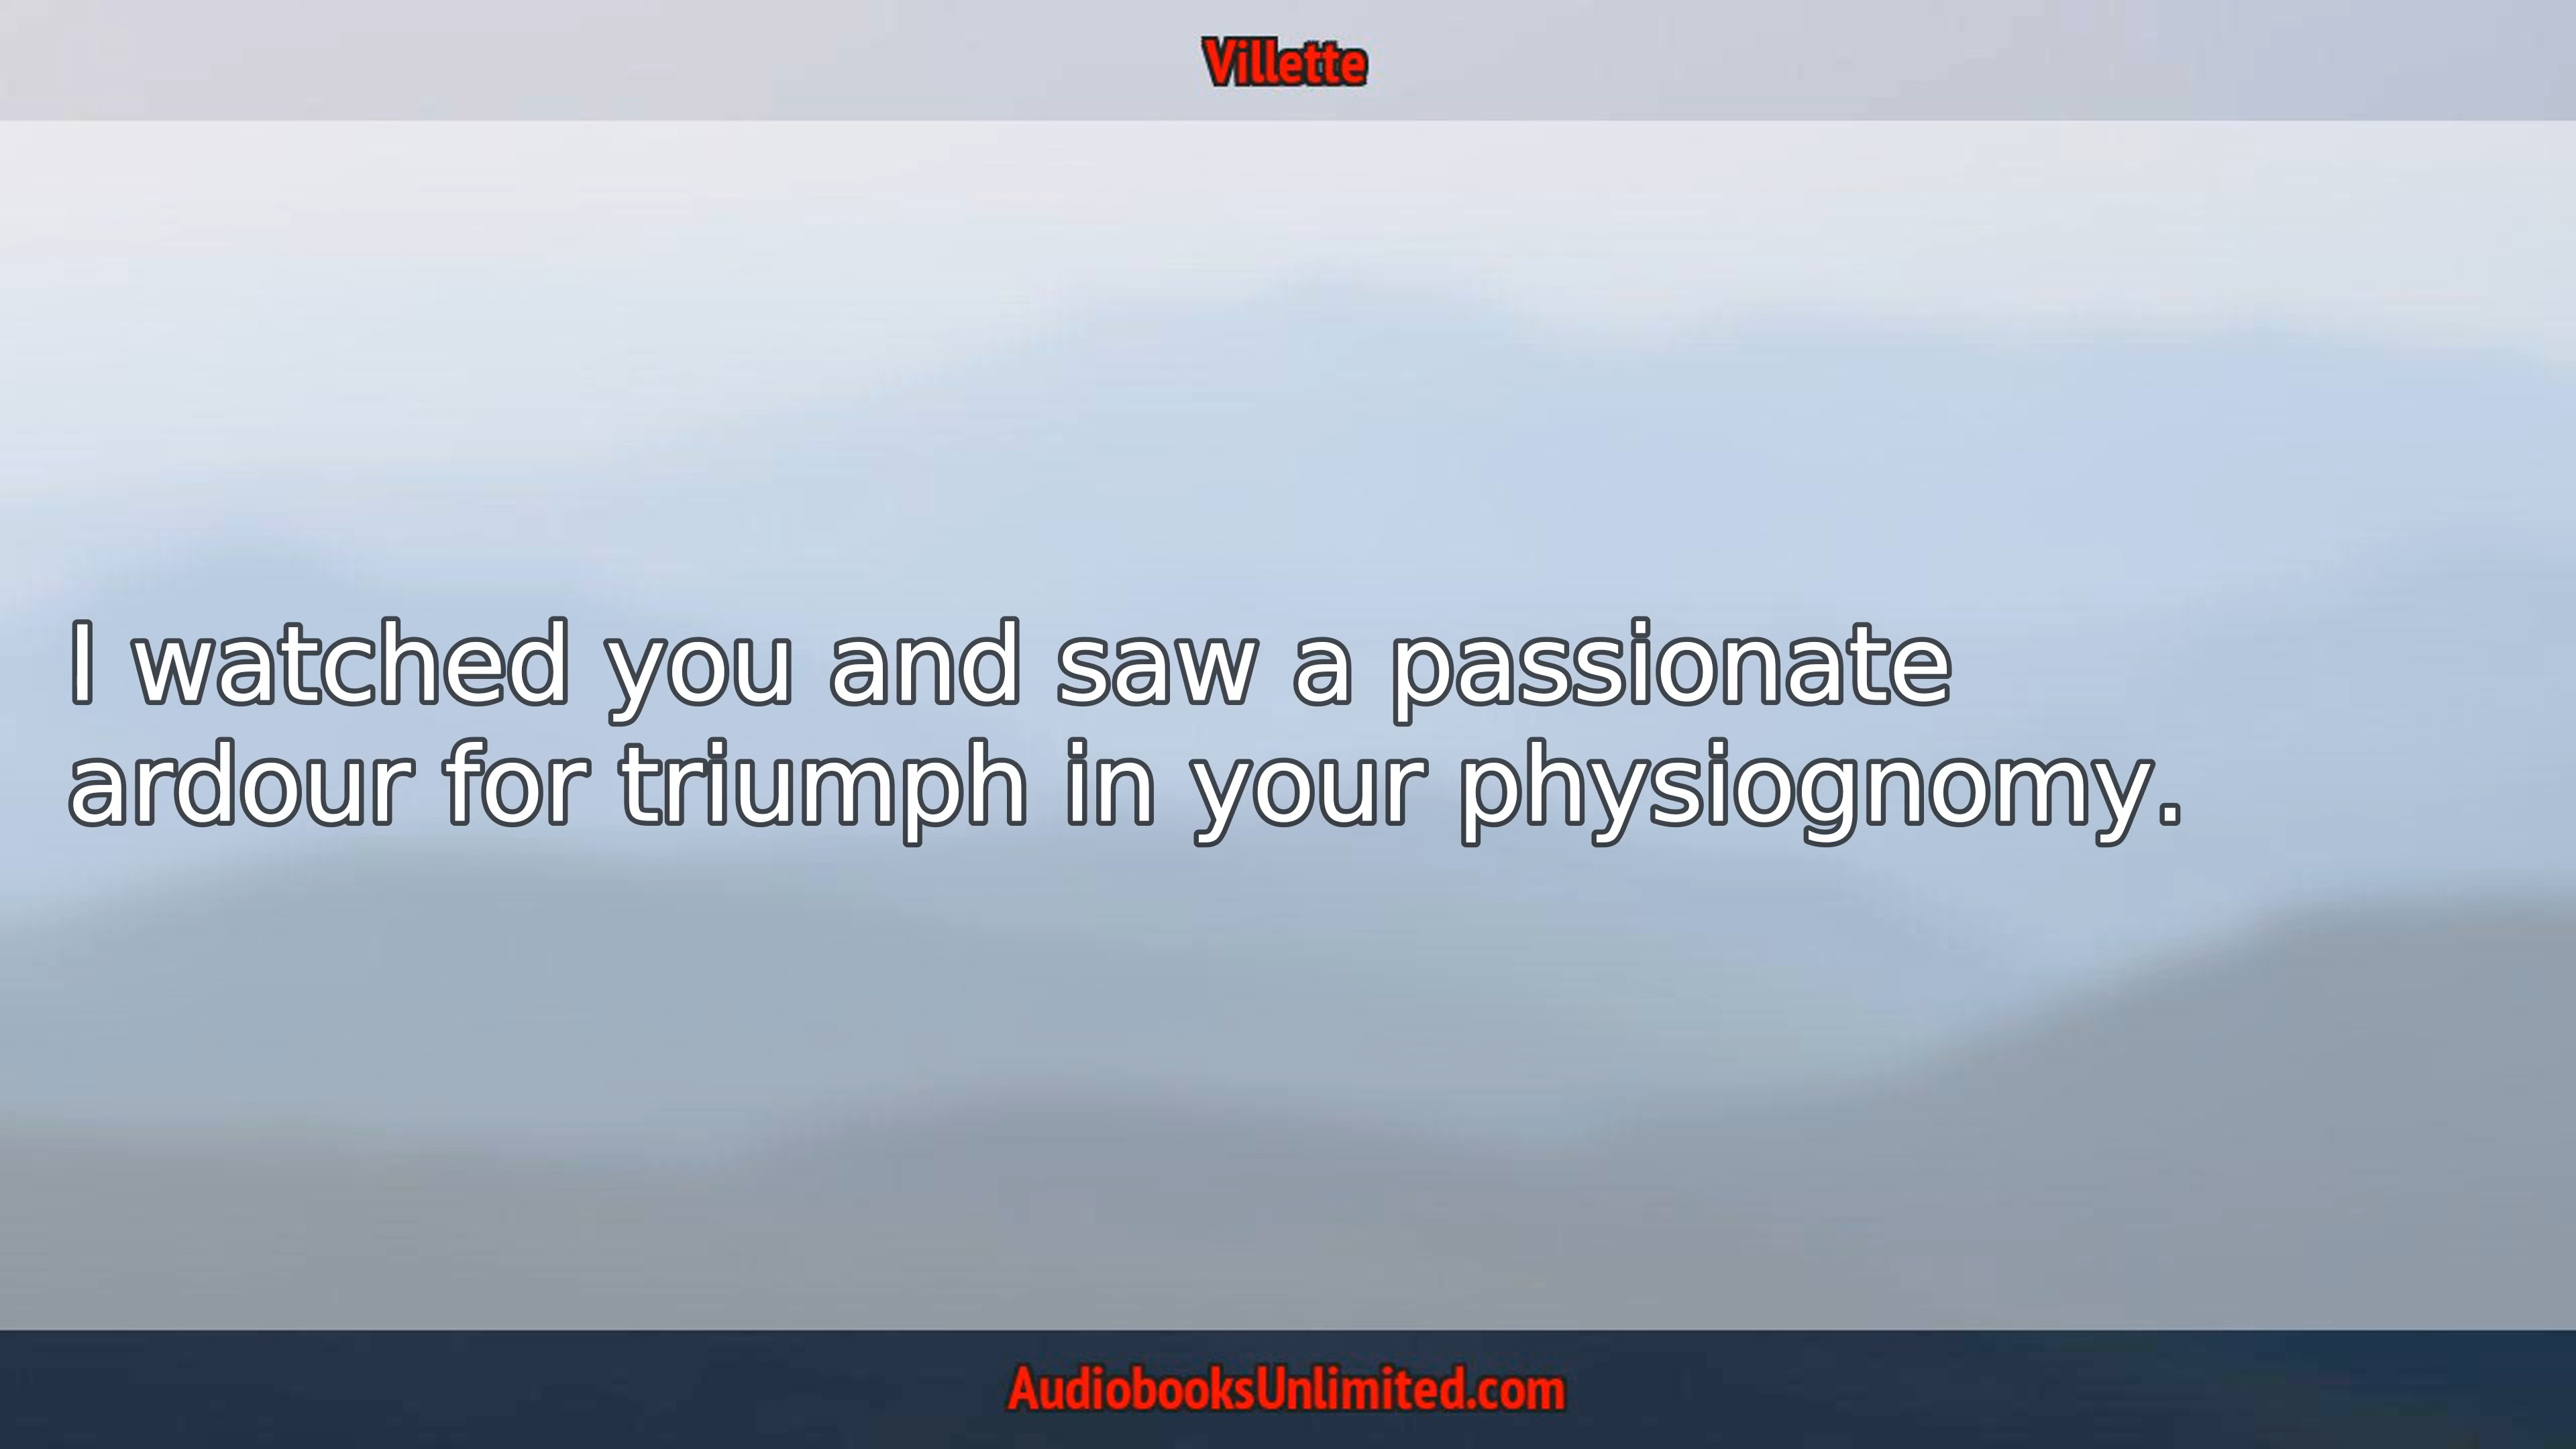 Villette
I watched you and saw a passionate
ardour for triumph in your physiognomy.
AudiobooksUnlimited.com